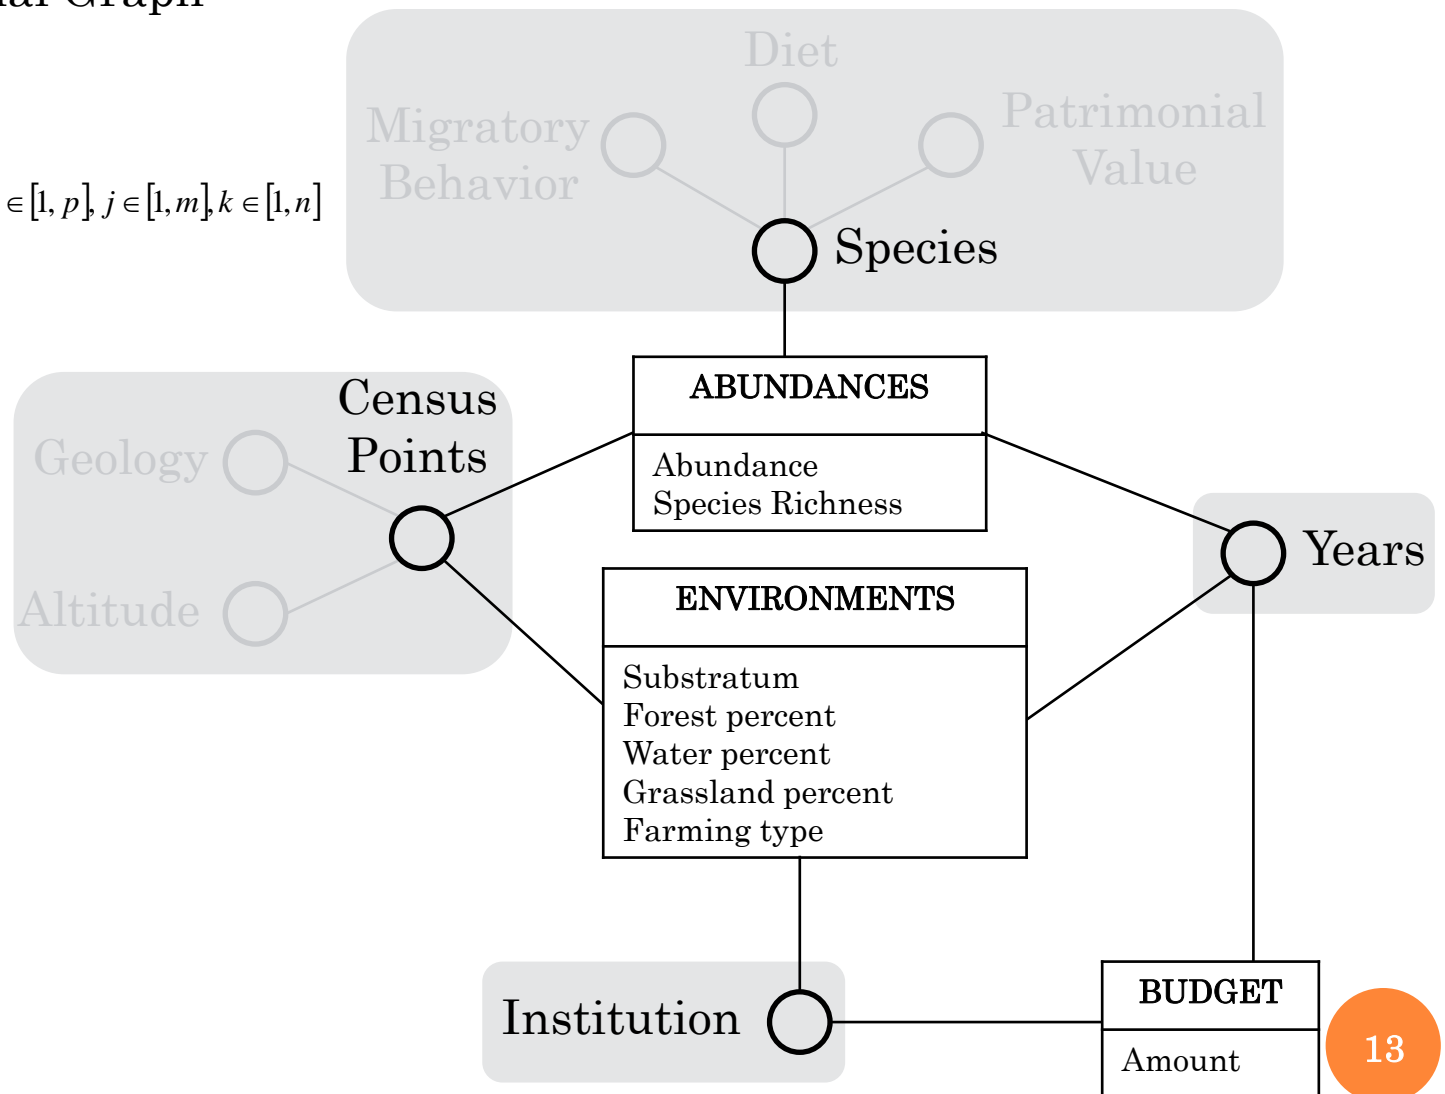 Graph
∈[1, p], j ∈[1, m], k ∈[1, n]
Diet
Migratory
Behavior
Patrimonial
Value
Species
ABUNDANCES
Abundance
Species Richness
Census
Points
Geology
Altitude
Years
ENVIRONMENTS
Substratum
Forest percent
Water percent
Grassland percent
Farming type
Institution
BUDGET
Amount
13